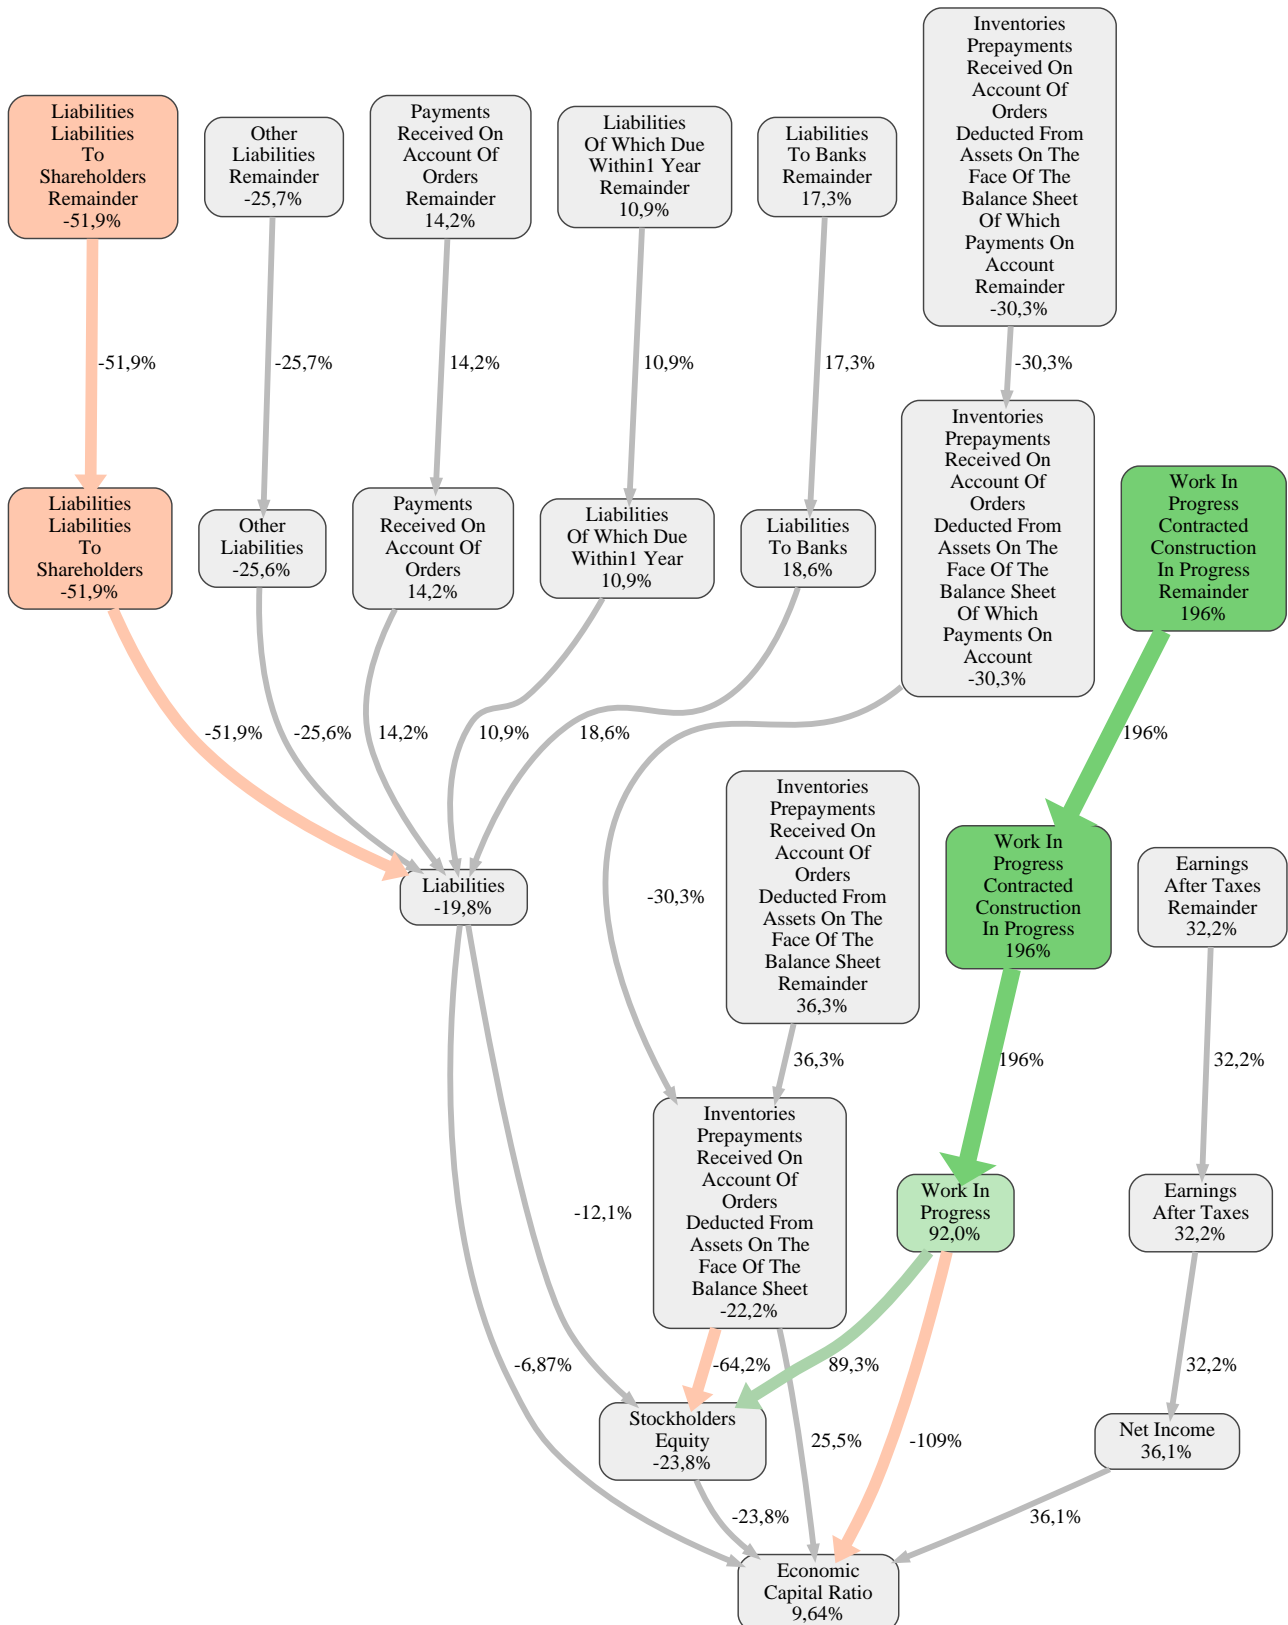 Inventories
Prepayments
Received On
Account Of
Orders
Deducted From
Assets On The
Face Of The
Balance Sheet
Of Which
Payments On
Account
Remainder
-30,3%
Liabilities
Liabilities
To
Shareholders
Remainder
-51,9%
Other
Liabilities
Remainder
-25,7%
Payments
Received On
Account Of
Orders
Remainder
14,2%
Liabilities
Of Which Due
Within1 Year
Remainder
10,9%
Liabilities
To Banks
Remainder
17,3%
-51,9%
-25,7%
14,2%
10,9%
17,3%
-30,3%
Liabilities
Liabilities
To
Shareholders
-51,9%
Other
Liabilities
-25,6%
Payments
Received On
Account Of
Orders
14,2%
Liabilities
Of Which Due
Within1 Year
10,9%
Liabilities
To Banks
18,6%
Inventories
Prepayments
Received On
Account Of
Orders
Deducted From
Assets On The
Face Of The
Balance Sheet
Of Which
Payments On
Account
-30,3%
Work In
Progress
Contracted
Construction
In Progress
Remainder
196%
-51,9%
-25,6%
14,2%
10,9%
18,6%
196%
Liabilities
-19,8%
-30,3%
Inventories
Prepayments
Received On
Account Of
Orders
Deducted From
Assets On The
Face Of The
Balance Sheet
Remainder
36,3%
Work In
Progress
Contracted
Construction
In Progress
196%
Earnings
After Taxes
Remainder
32,2%
36,3%
196%
32,2%
-12,1%
Inventories
Prepayments
Received On
Account Of
Orders
Deducted From
Assets On The
Face Of The
Balance Sheet
-22,2%
Work In
Progress
92,0%
Earnings
After Taxes
32,2%
-6,87%
-64,2%
89,3%
32,2%
Stockholders
Equity
-23,8%
25,5%
-109%
Net Income
36,1%
-23,8%
36,1%
Economic
Capital Ratio
9,64%